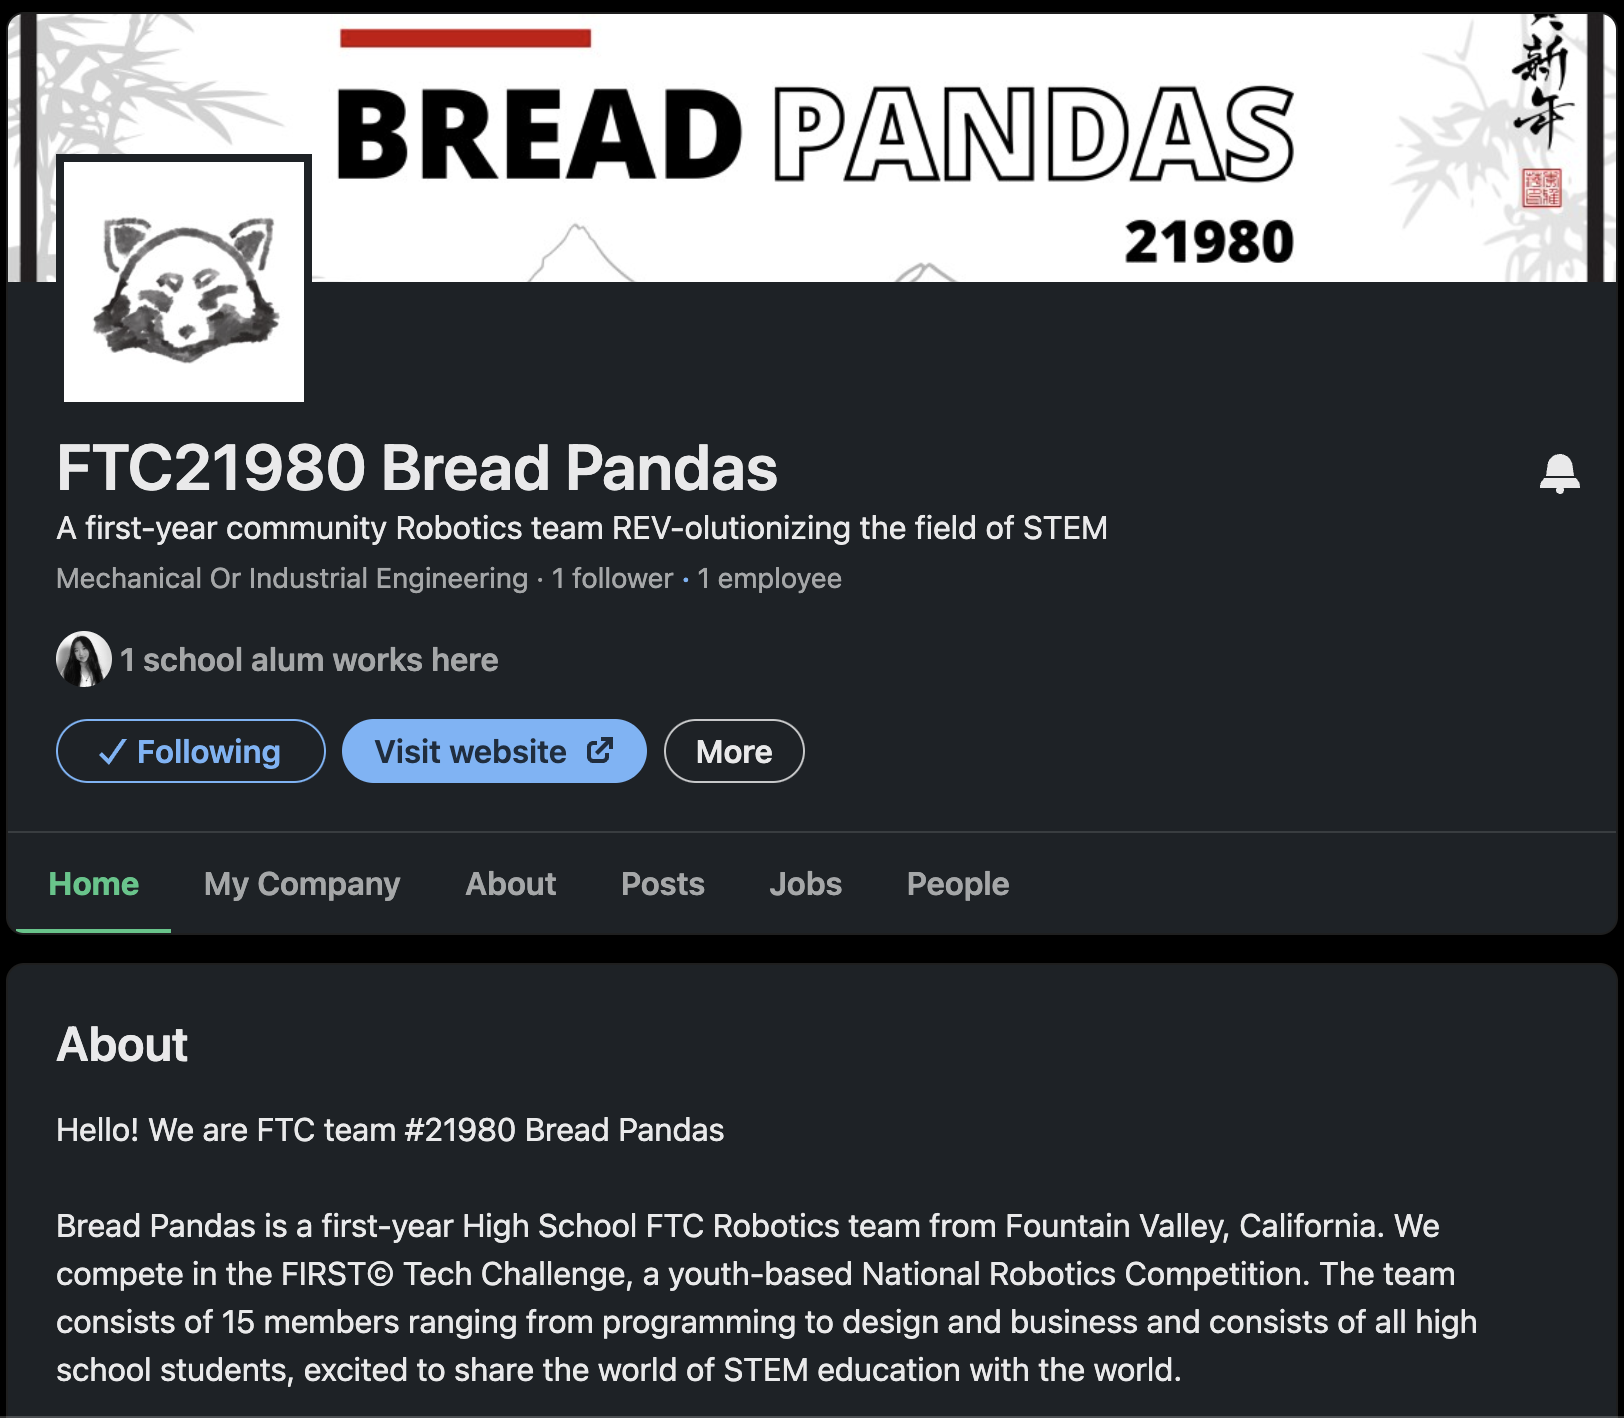 BREAD PANDAS
21980
新年
FTC21980 Bread Pandas
A first-year community Robotics team REV-olutionizing the field of STEM
Mechanical Or Industrial Engineering · 1 follower · 1 employee
1 school alum works here
Following
Visit website
More
Home
My Company
About
Posts
Jobs
People
About
Hello! We are FTC team #21980 Bread Pandas
Bread Pandas is a first-year High School FTC Robotics team from Fountain Valley, California. We
compete in the FIRST© Tech Challenge, a youth-based National Robotics Competition. The team
consists of 15 members ranging from programming to design and business and consists of all high
school students, excited to share the world of STEM education with the world.